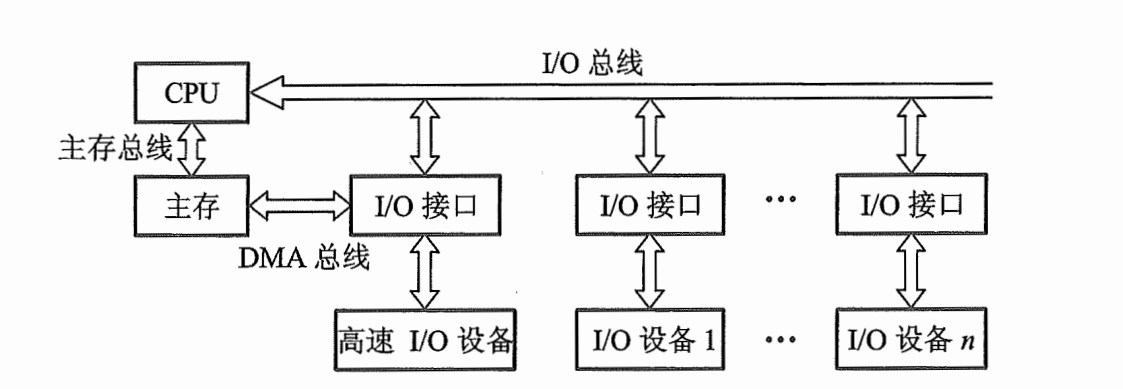 I/O 总线
CPU
主存总线
主存
I/O 接口
I/O 接口
···
I/O 接口
DMA 总线
高速 I/O 设备
I/O 设备 1
···
I/O 设备 n